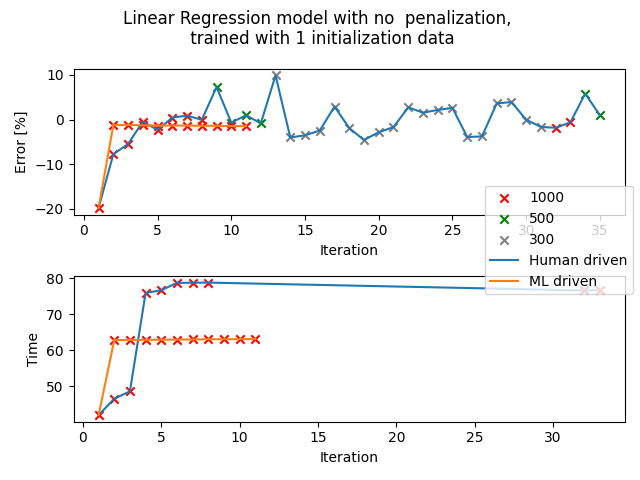 Linear Regression model with no  penalization,
trained with 1 initialization data
10
0
−10
−20
Error [%]
0 5 10 15 20 25 30 35
Iteration
1000
500
300
Human driven
ML driven
80
70
60
50
Time
0 5 10 15 20 25 30
Iteration